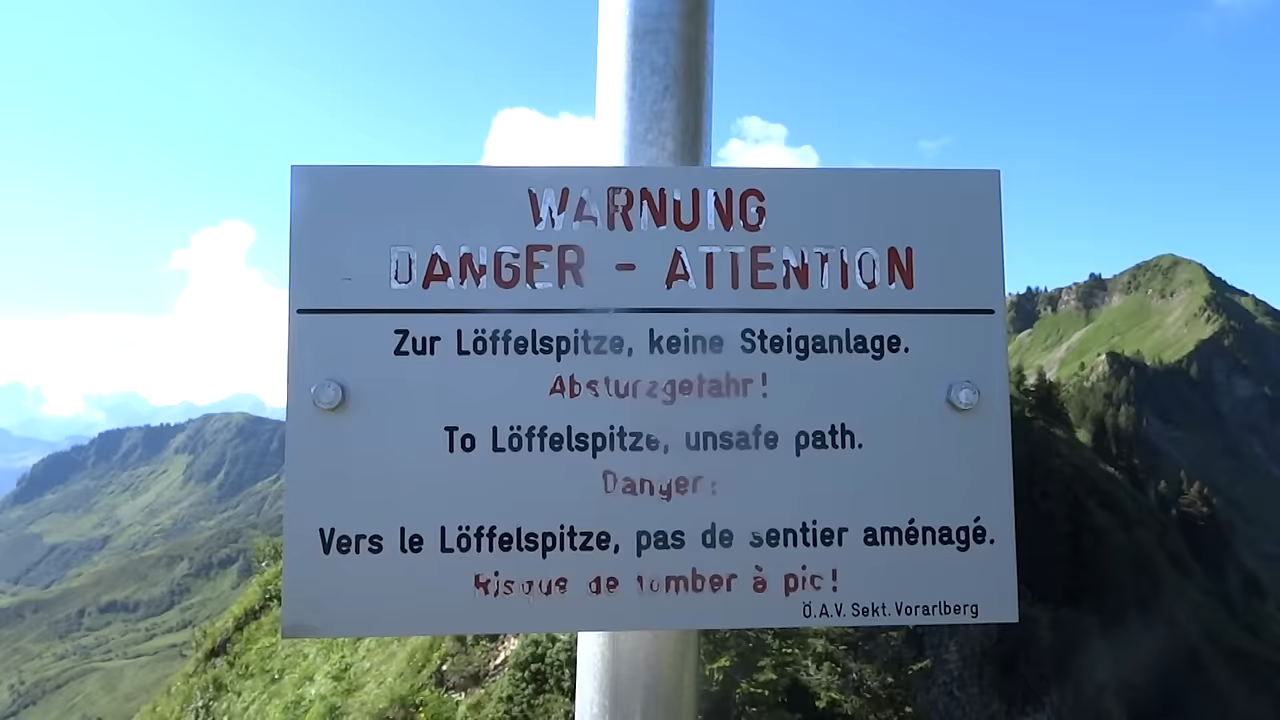 WARNUNG
DANGER - ATTENTION
Zur Löffelspitze, keine Steiganlage.
Absturzgefahr!
To Löffelspitze, unsafe path.
Danger!
Vers le Löffelspitze, pas de sentier aménagé.
Risque de tomber à pic!
Ö.A.V. Sekt. Vorarlberg